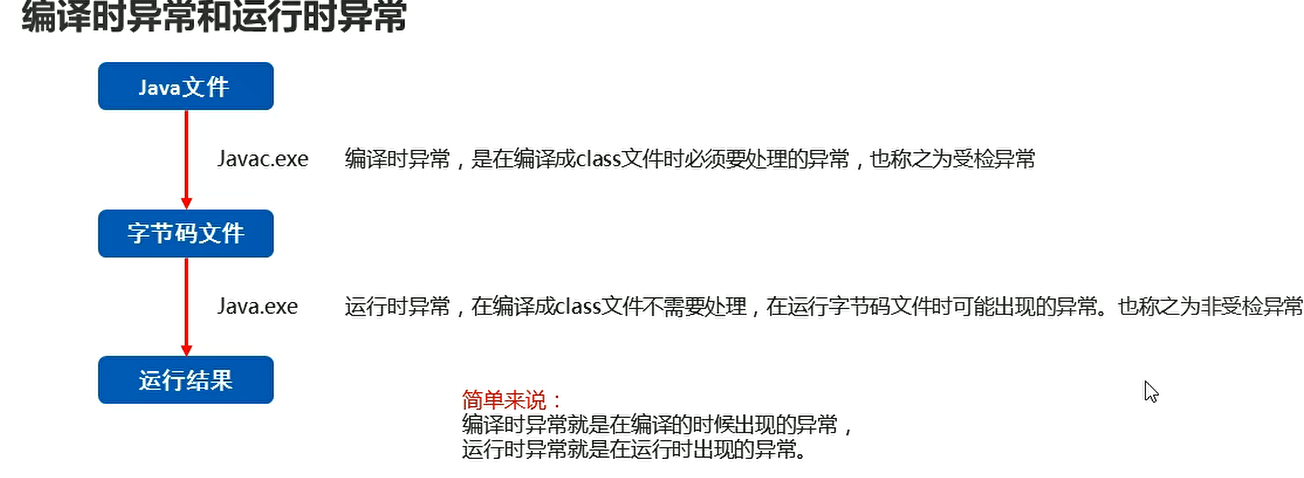 编译时异常和运行时异常
Java文件
Javac.exe 编译时异常，是在编译成class文件时必须要处理的异常，也称之为受检异常
字节码文件
Java.exe 运行时异常，在编译成class文件不需要处理，在运行字节码文件时可能出现的异常。也称之为非受检异常
运行结果
简单来说：
编译时异常就是在编译的时候出现的异常，
运行时异常就是在运行时出现的异常。